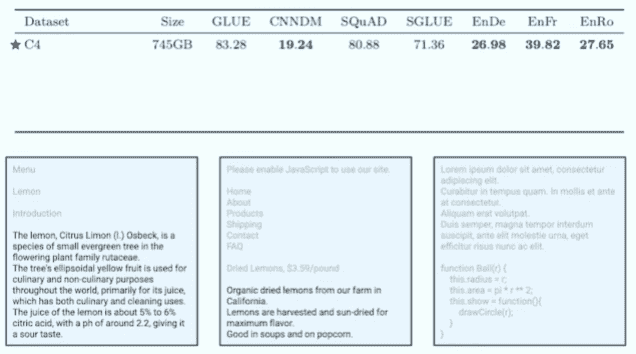 Dataset Size GLUE CNNDM SQuAD SGLUE EnDe EnFr EnRo
★ C4 745GB 83.28 19.24 80.88 71.36 26.98 39.82 27.65
Menu
Lemon
Introduction
The lemon, Citrus Limon (l.) Osbeck, is a
species of small evergreen tree in the
flowering plant family rutaceae.
The tree's ellipsoidal yellow fruit is used for
culinary and non-culinary purposes
throughout the world, primarily for its juice,
which has both culinary and cleaning uses.
The juice of the lemon is about 5% to 6%
citric acid, with a ph of around 2.2, giving it
a sour taste.
Please enable JavaScript to use our site.
Home
About
Products
Shipping
Contact
FAQ
Dried Lemons, $3.59/pound
Organic dried lemons from our farm in
California.
Lemons are harvested and sun-dried for
maximum flavor.
Good in soups and on popcorn.
Lorem ipsum dolor sit amet, consectetur
adipiscing elit.
Curabitur in tempus quam. In mollis et ante
at consectetur.
Aliquam erat volutpat.
Duis semper, magna tempor interdum
suscipit, ante elit molestie urna, eget
efficitur risus nunc ac elit.
function Ball(r) {
this.radius = r;
this.area = pi * r ** 2;
this.show = function(){
drawCircle(r);
}
}